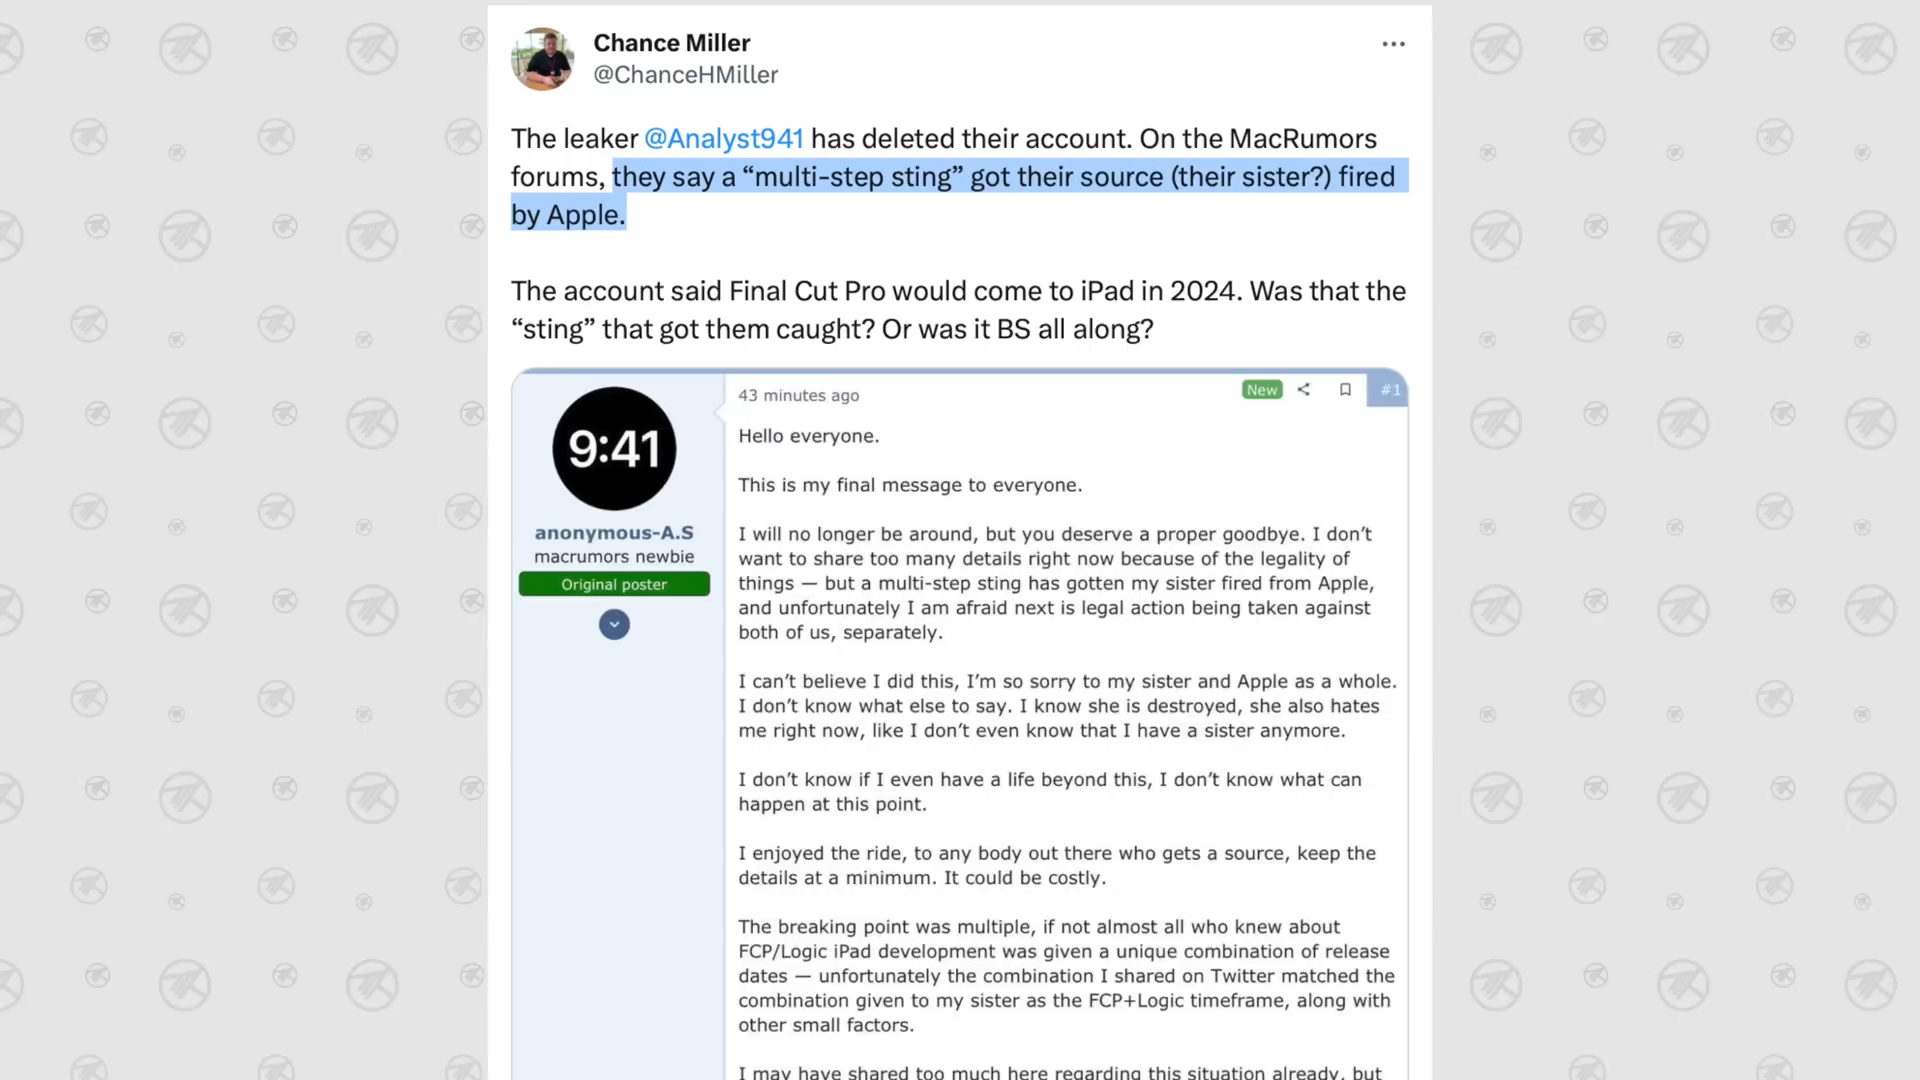 Chance Miller
@ChanceHMiller
The leaker @Analyst941 has deleted their account. On the MacRumors
forums, they say a “multi-step sting” got their source (their sister?) fired
by Apple.
The account said Final Cut Pro would come to iPad in 2024. Was that the
“sting” that got them caught? Or was it BS all along?
9:41
anonymous-A.S
macrumors newbie
Original poster
43 minutes ago
New
#1
Hello everyone.
This is my final message to everyone.
I will no longer be around, but you deserve a proper goodbye. I don’t
want to share too many details right now because of the legality of
things — but a multi-step sting has gotten my sister fired from Apple,
and unfortunately I am afraid next is legal action being taken against
both of us, separately.
I can’t believe I did this, I’m so sorry to my sister and Apple as a whole.
I don’t know what else to say. I know she is destroyed, she also hates
me right now, like I don’t even know that I have a sister anymore.
I don’t know if I even have a life beyond this, I don’t know what can
happen at this point.
I enjoyed the ride, to any body out there who gets a source, keep the
details at a minimum. It could be costly.
The breaking point was multiple, if not almost all who knew about
FCP/Logic iPad development was given a unique combination of release
dates — unfortunately the combination I shared on Twitter matched the
combination given to my sister as the FCP+Logic timeframe, along with
other small factors.
I may have shared too much here regarding this situation already, but